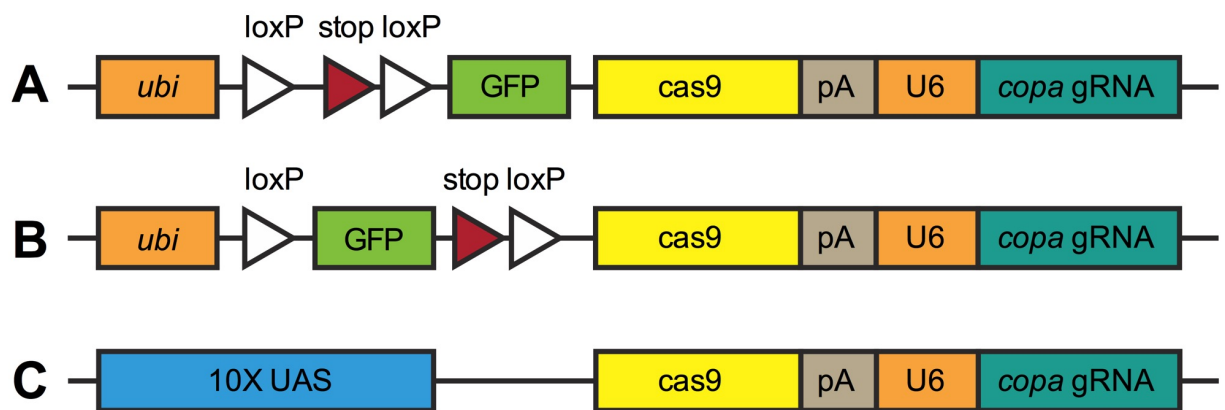 loxP stop loxP
A ubi GFP cas9 pA U6 copa gRNA
loxP stop loxP
B ubi GFP cas9 pA U6 copa gRNA
C 10X UAS cas9 pA U6 copa gRNA